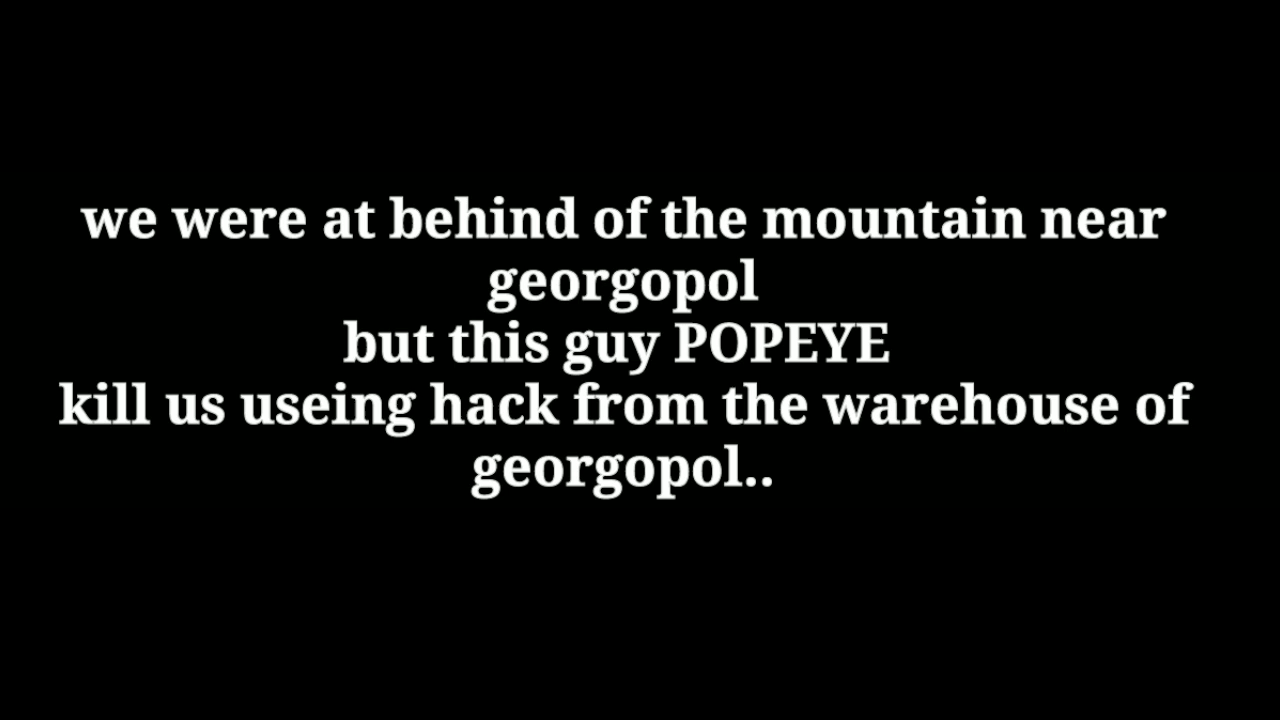 we were at behind of the mountain near
georgopol
but this guy POPEYE
kill us useing hack from the warehouse of
georgopol..